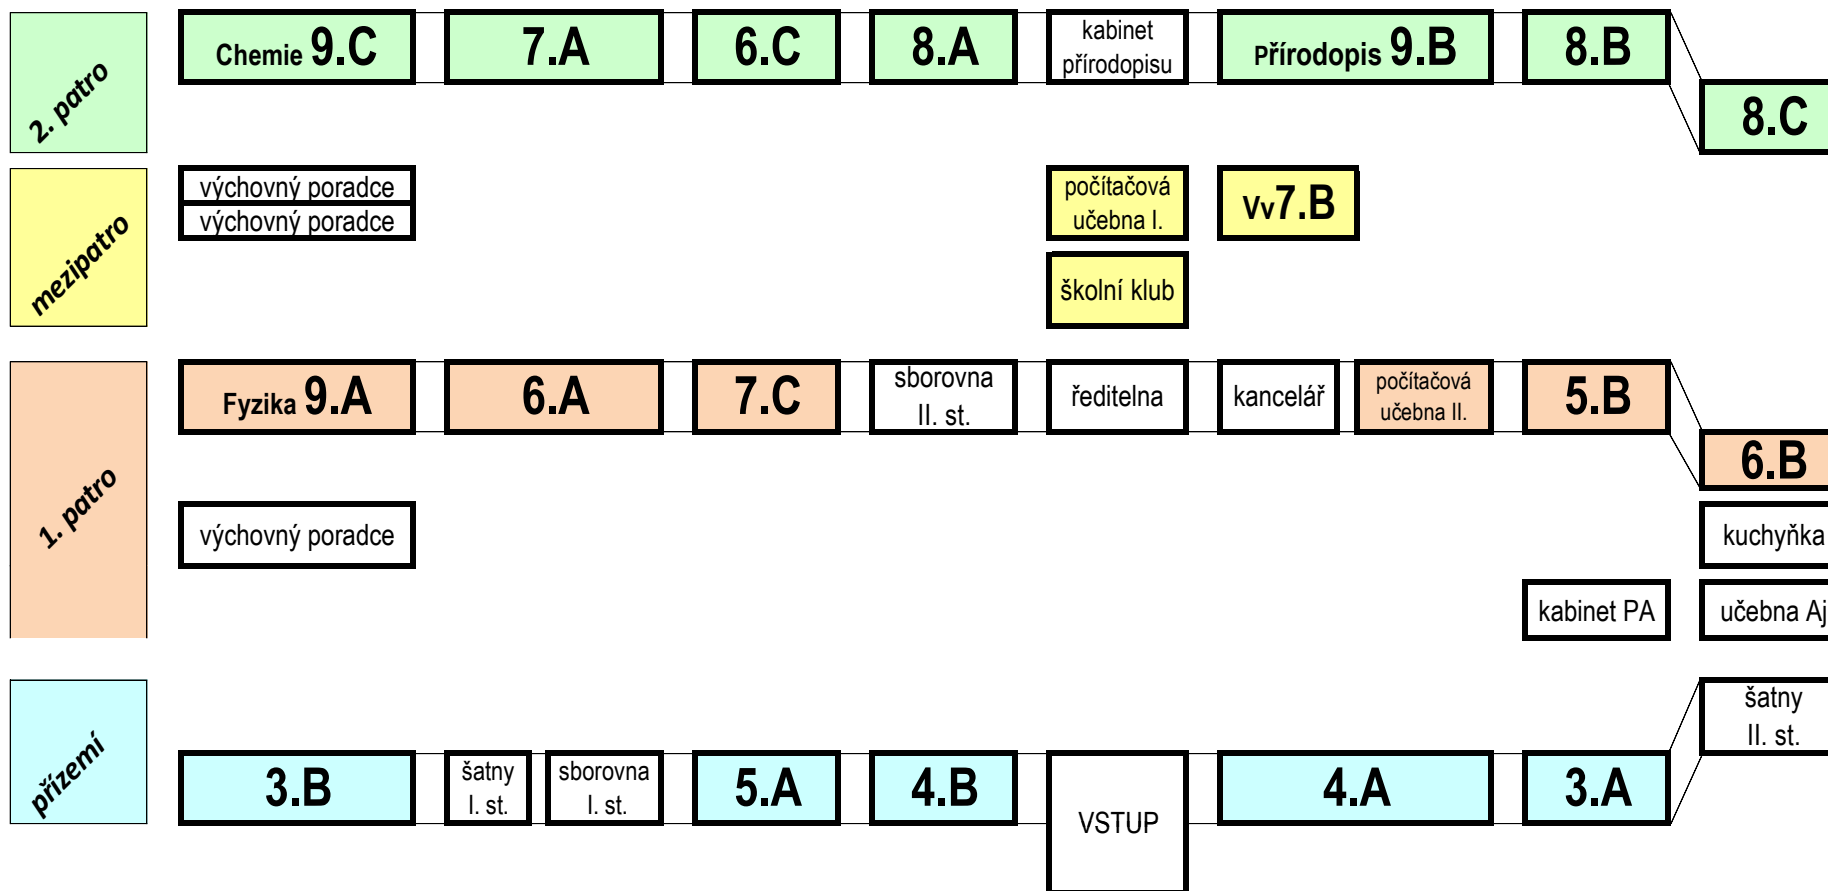 2. patro
Chemie 9.C
7.A
6.C
8.A
kabinet
přírodopisu
Přírodopis 9.B
8.B
8.C
mezipatro
výchovný poradce
výchovný poradce
počítačová
učebna I.
Vv7.B
školní klub
1. patro
Fyzika 9.A
6.A
7.C
sborovna
II. st.
ředitelna
kancelář
počítačová
učebna II.
5.B
6.B
výchovný poradce
kuchyňka
kabinet PA
učebna Aj
přízemí
šatny
II. st.
3.B
šatny
I. st.
sborovna
I. st.
5.A
4.B
VSTUP
4.A
3.A